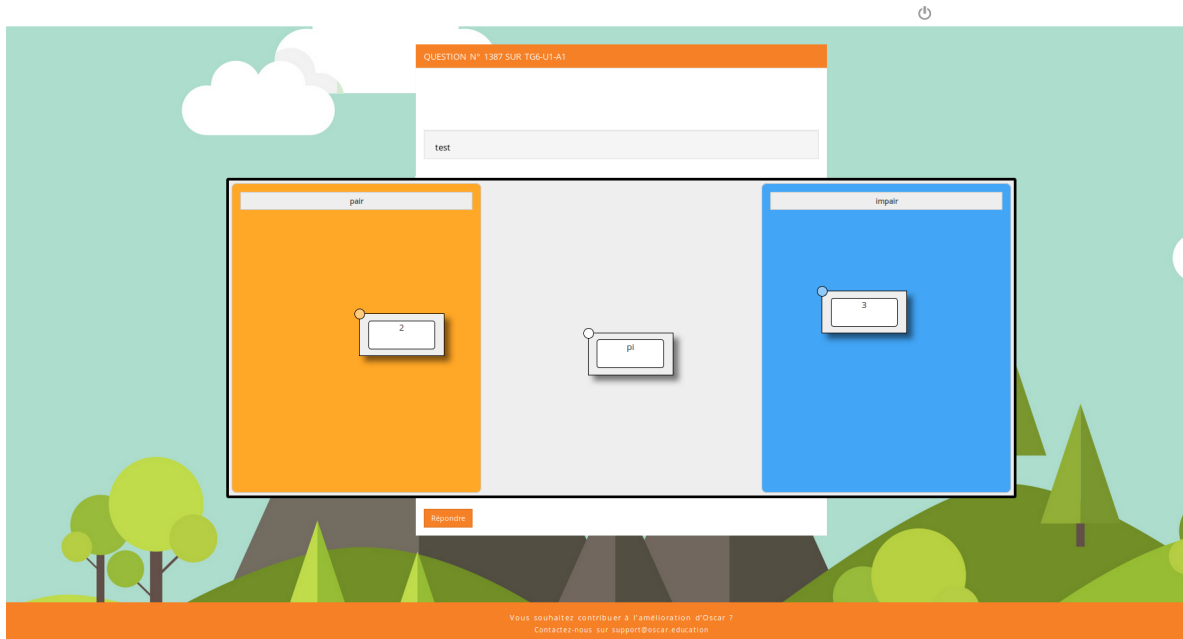 QUESTION N° 1387 SUR TG6-U1-A1
test
pair
impair
2
pi
3
Répondre
Vous souhaitez contribuer à l'amélioration d'Oscar ?
Contactez-nous sur support@oscar.education